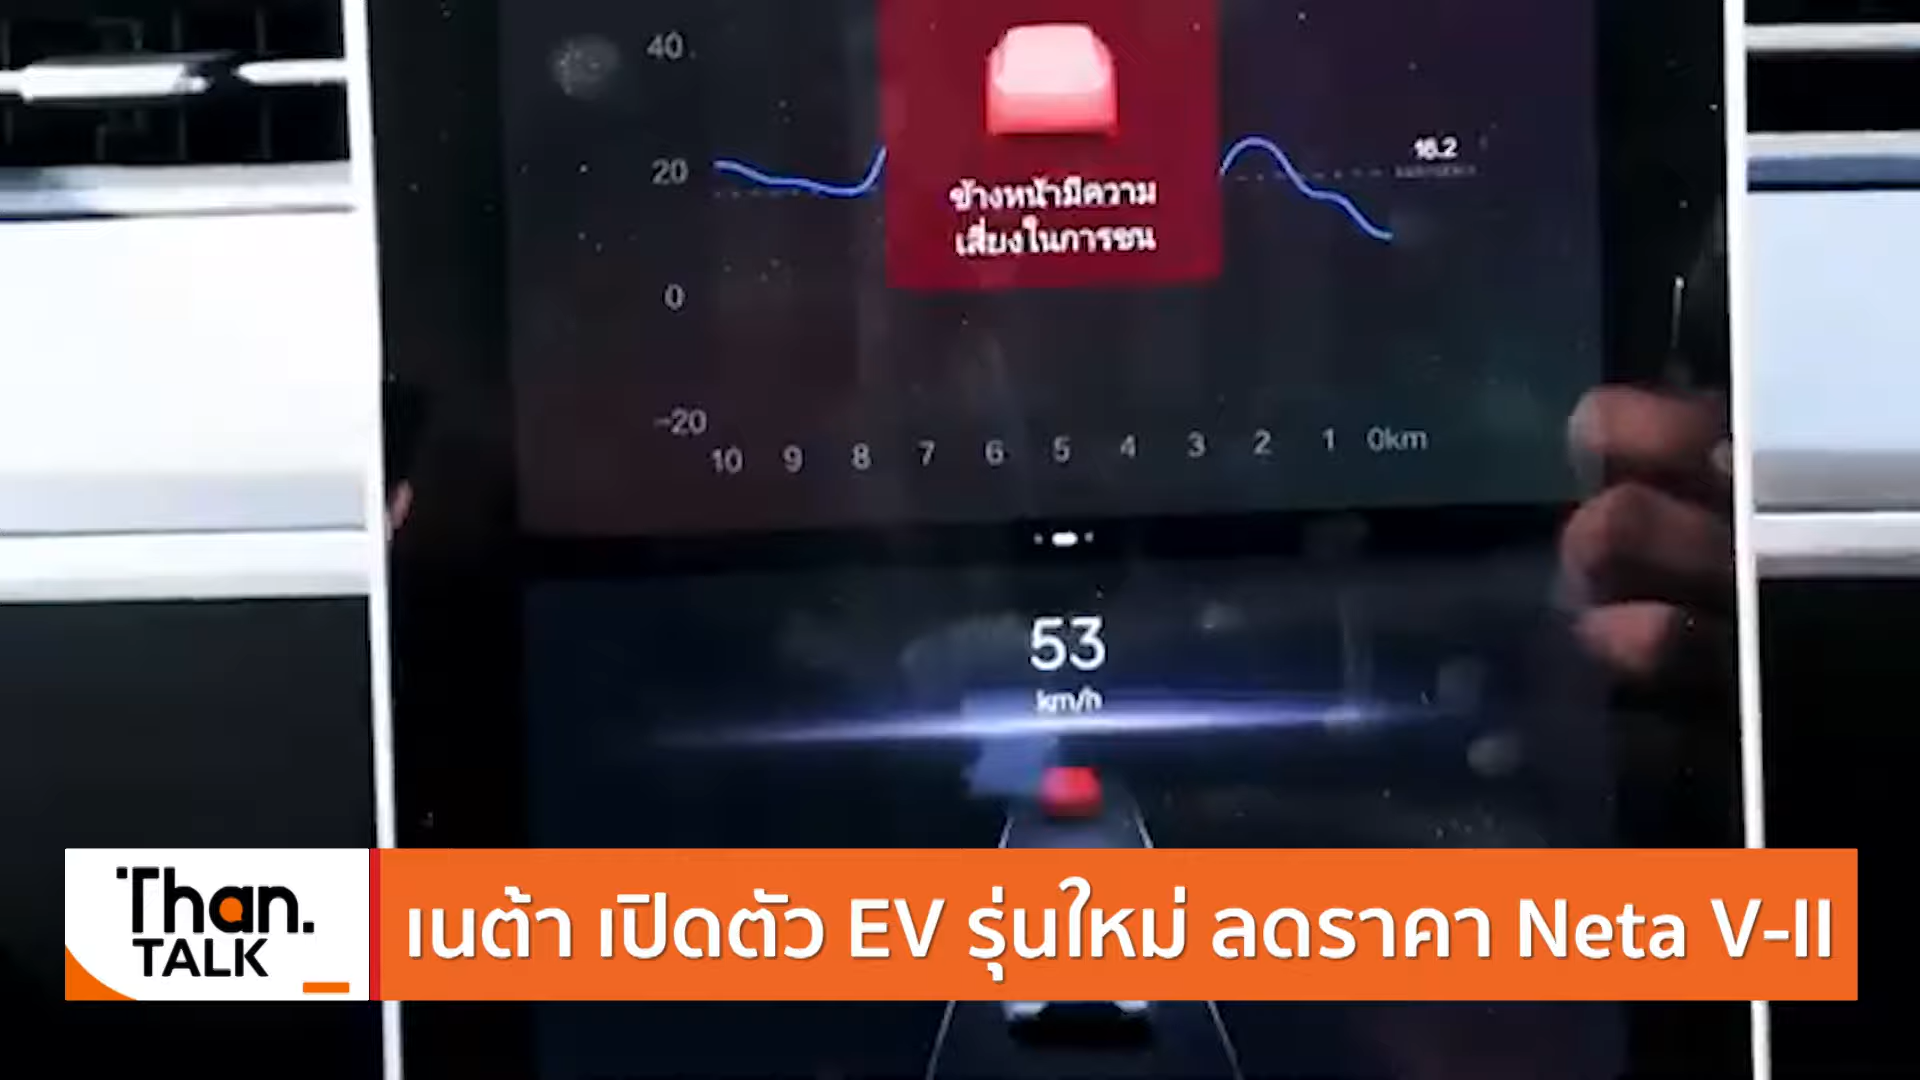 40
20
16.2
ข้างหน้ามีความ
เสี่ยงในการชน
0
-20
10 9 8 7 6 5 4 3 2 1 0km
53
km/h
Than.
TALK
เนต้า เปิดตัว EV รุ่นใหม่ ลดราคา Neta V-II